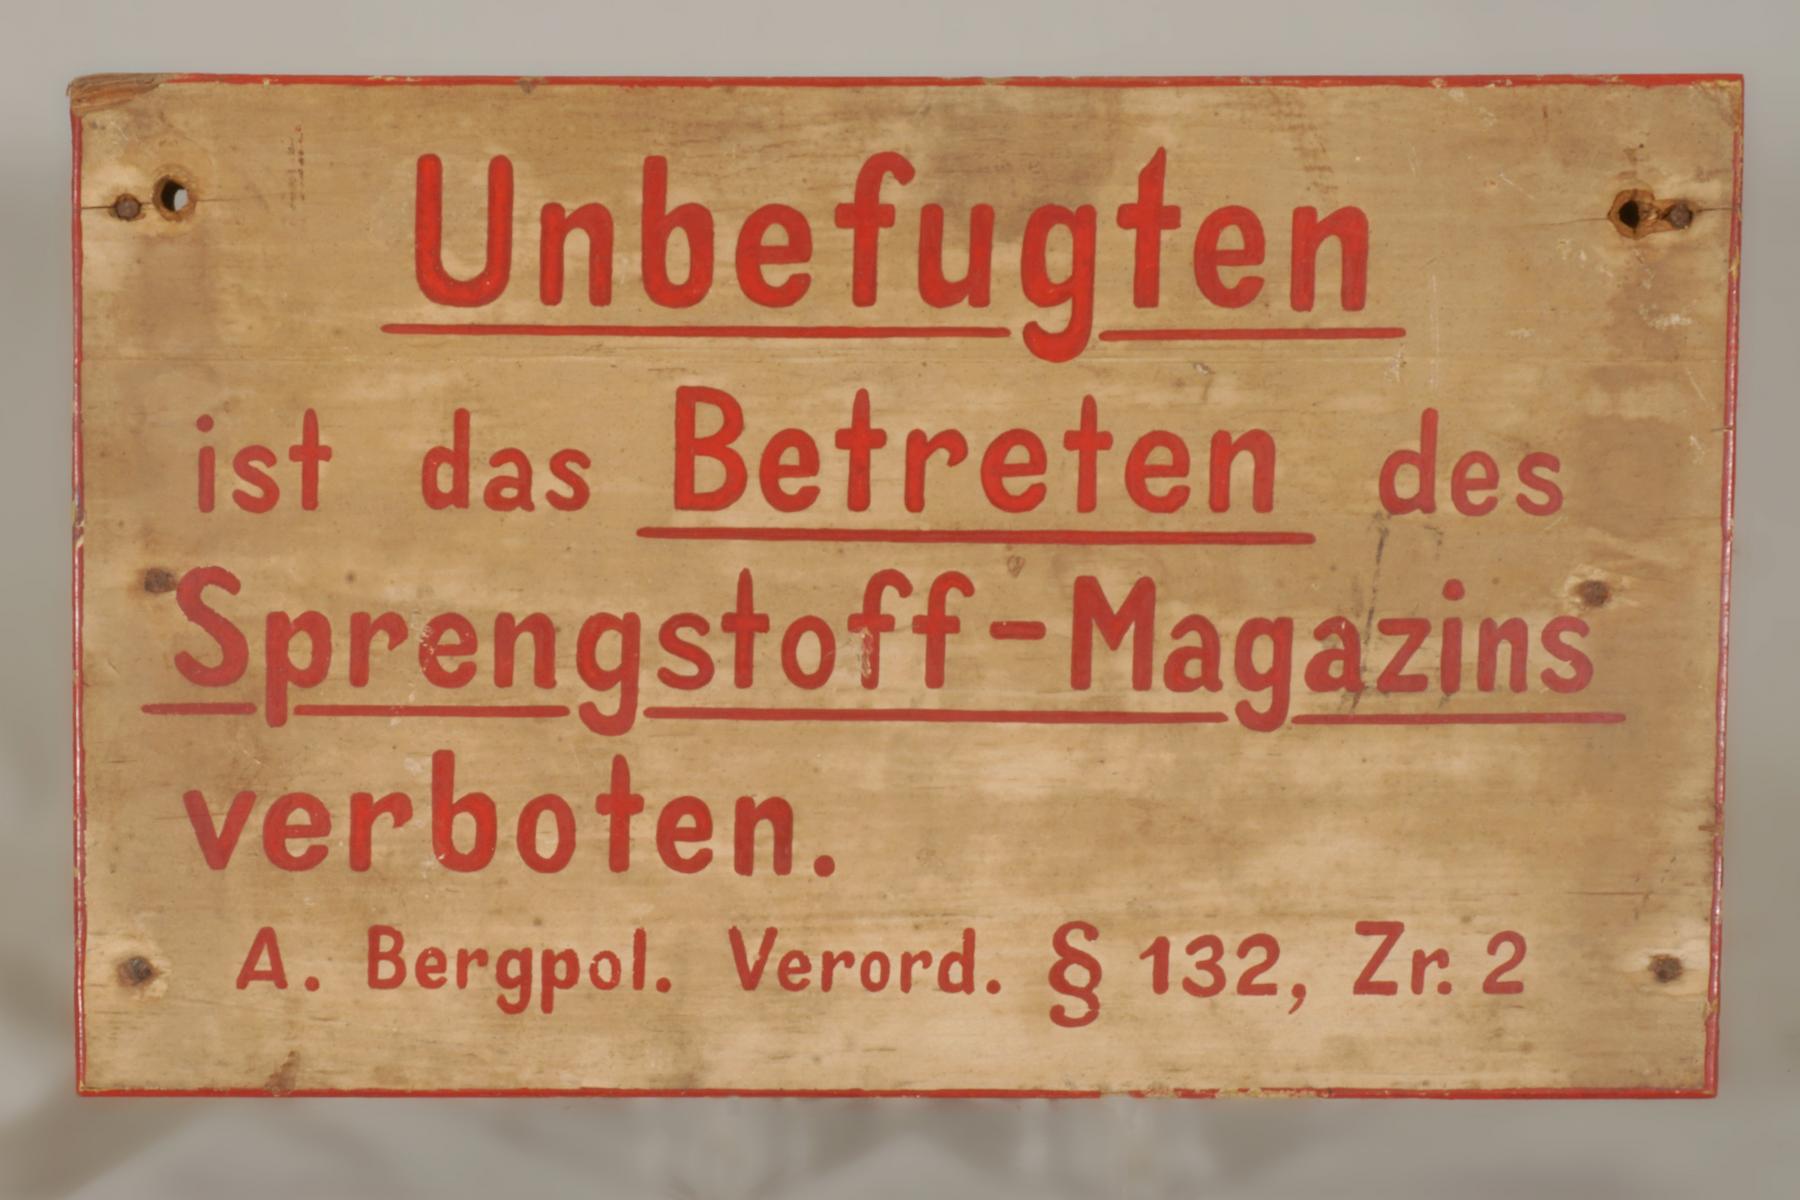 Unbefugten
ist das Betreten des
Sprengstoff-Magazins
verboten.
A. Bergpol. Verord. § 132, Zr. 2